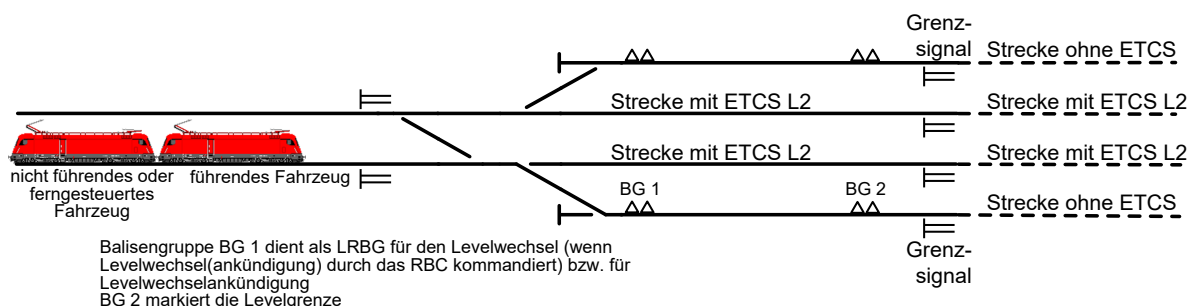 Grenz-
signal
Strecke ohne ETCS
Strecke mit ETCS L2
Strecke mit ETCS L2
Strecke mit ETCS L2
Strecke mit ETCS L2
nicht führendes oder
ferngesteuertes
Fahrzeug
führendes Fahrzeug
BG 1
BG 2
Strecke ohne ETCS
Grenz-
signal
Balisengruppe BG 1 dient als LRBG für den Levelwechsel (wenn
Levelwechsel(ankündigung) durch das RBC kommandiert) bzw. für
Levelwechselankündigung
BG 2 markiert die Levelgrenze